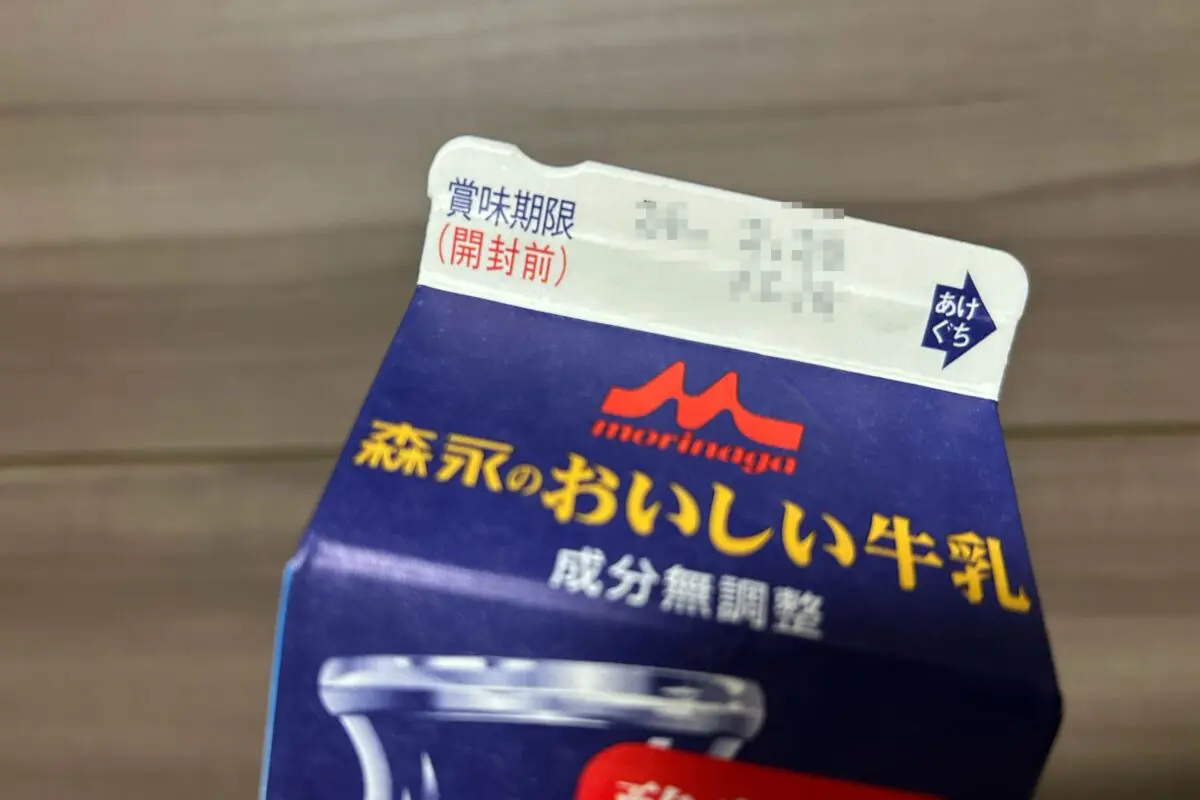 賞味期限
(開封前)
あけ
ぐち
morinaga
森永のおいしい牛乳
成分無調整